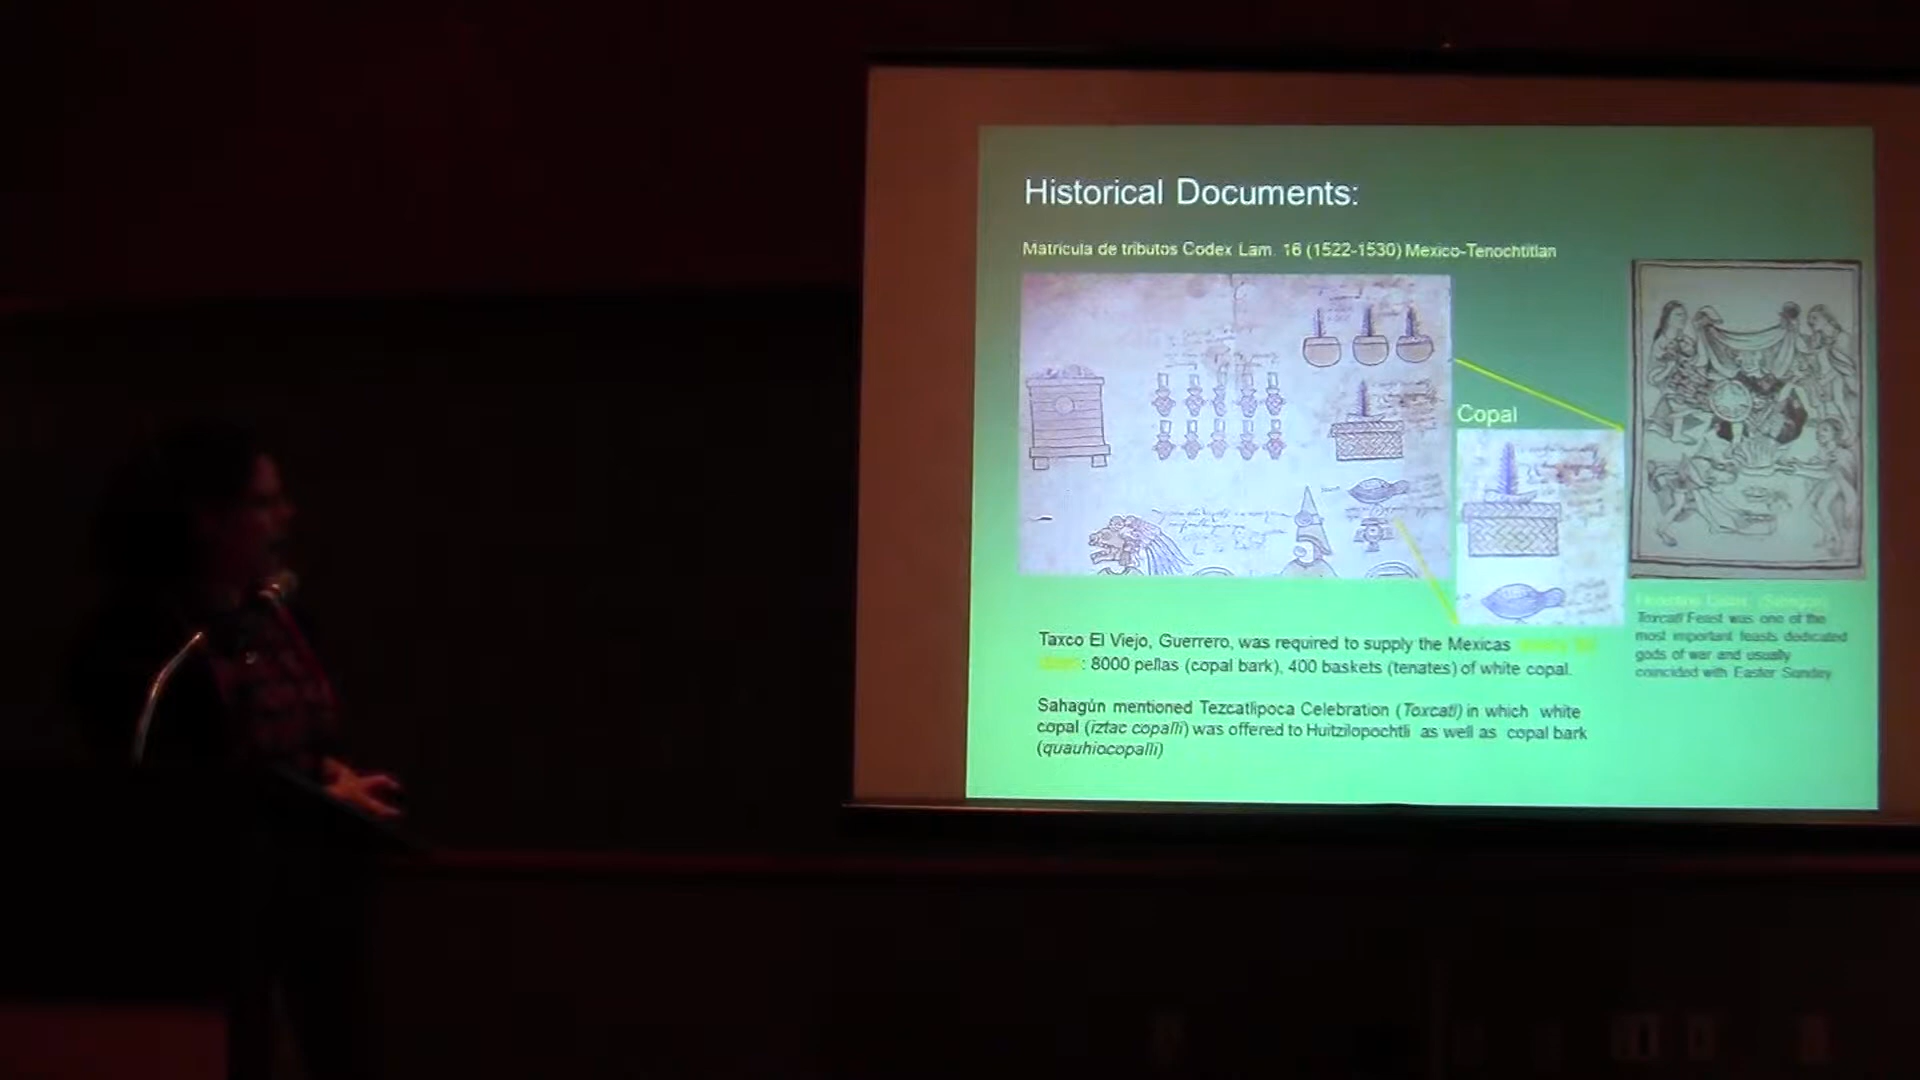 Historical Documents:
Matricula de tributos Codex Lam. 16 (1522-1530) Mexico-Tenochtitlan
Copal
Taxco El Viejo, Guerrero, was required to supply the Mexicas
: 8000 pellas (copal bark), 400 baskets (tenates) of white copal.
Sahagún mentioned Tezcatlipoca Celebration (Toxcatl) in which white
copal (iztac copalli) was offered to Huitzilopochtli as well as copal bark
(quauhiocopalli)
Toxcatl Feast was one of the
most important feasts dedicated
gods of war and usually
coincided with Easter Sunday